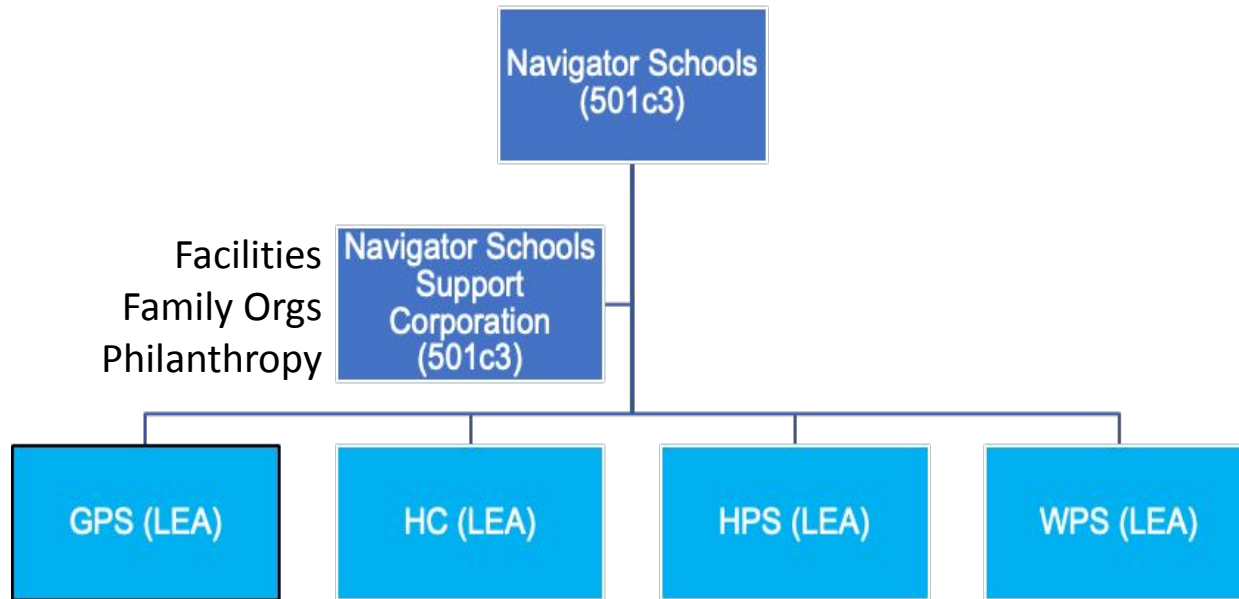 Navigator Schools
(501c3)
Facilities
Family Orgs
Philanthropy
Navigator Schools
Support
Corporation
(501c3)
GPS (LEA)
HC (LEA)
HPS (LEA)
WPS (LEA)